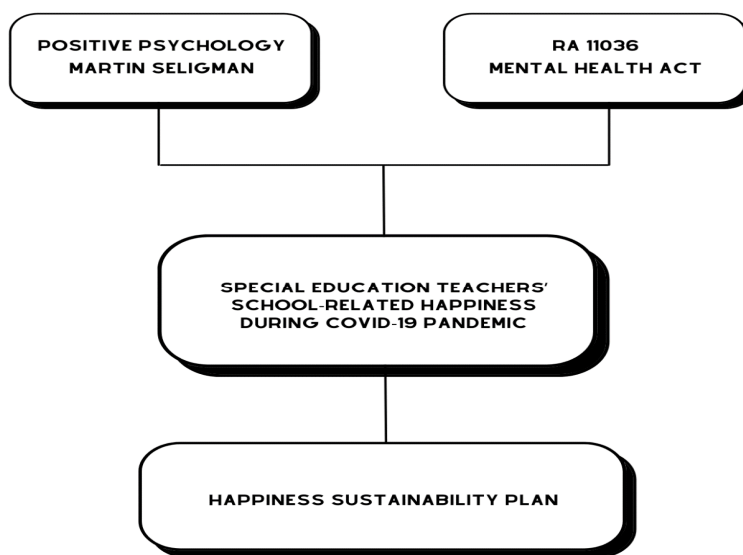 POSITIVE PSYCHOLOGY
MARTIN SELIGMAN
RA 11036
MENTAL HEALTH ACT
SPECIAL EDUCATION TEACHERS'
SCHOOL-RELATED HAPPINESS
DURING COVID-19 PANDEMIC
HAPPINESS SUSTAINABILITY PLAN